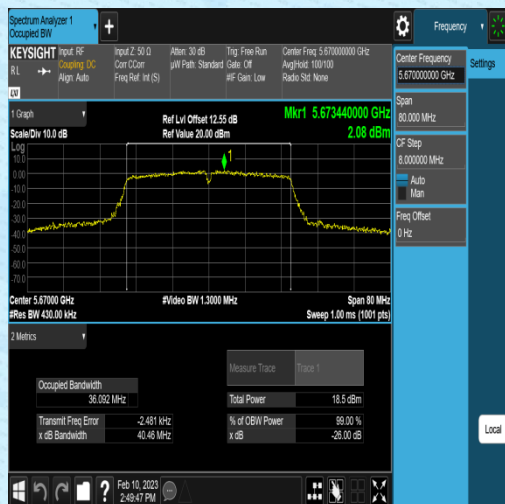 Spectrum Analyzer 1
Occupied BW
+
Frequency
KEYSIGHT
Input: RF
Coupling: DC
Align: Auto
Input Z: 50 Ω
Corr CCorr
Freq Ref: Int (S)
Atten: 30 dB
µW Path: Standard
Trig: Free Run
Gate: Off
#IF Gain: Low
Center Freq: 5.670000000 GHz
Avg|Hold: 100/100
Radio Std: None
R L
1 Graph
Scale/Div 10.0 dB
Ref Lvl Offset 12.55 dB
Ref Value 20.00 dBm
Mkr1 5.673440000 GHz
2.08 dBm
Log
10.0
0.00
-10.0
-20.0
-30.0
-40.0
-50.0
-60.0
-70.0
1
Center 5.67000 GHz
#Res BW 430.00 kHz
#Video BW 1.3000 MHz
Span 80 MHz
Sweep 1.00 ms (1001 pts)
2 Metrics
Measure Trace
Trace 1
Occupied Bandwidth
36.092 MHz
Total Power
18.5 dBm
Transmit Freq Error
-2.481 kHz
% of OBW Power
99.00 %
x dB Bandwidth
40.46 MHz
x dB
-26.00 dB
Feb 10, 2023
2:49:47 PM
?
Center Frequency
5.670000000 GHz
Span
80.000 MHz
CF Step
8.000000 MHz
Auto
Man
Freq Offset
0 Hz
Settings
Local